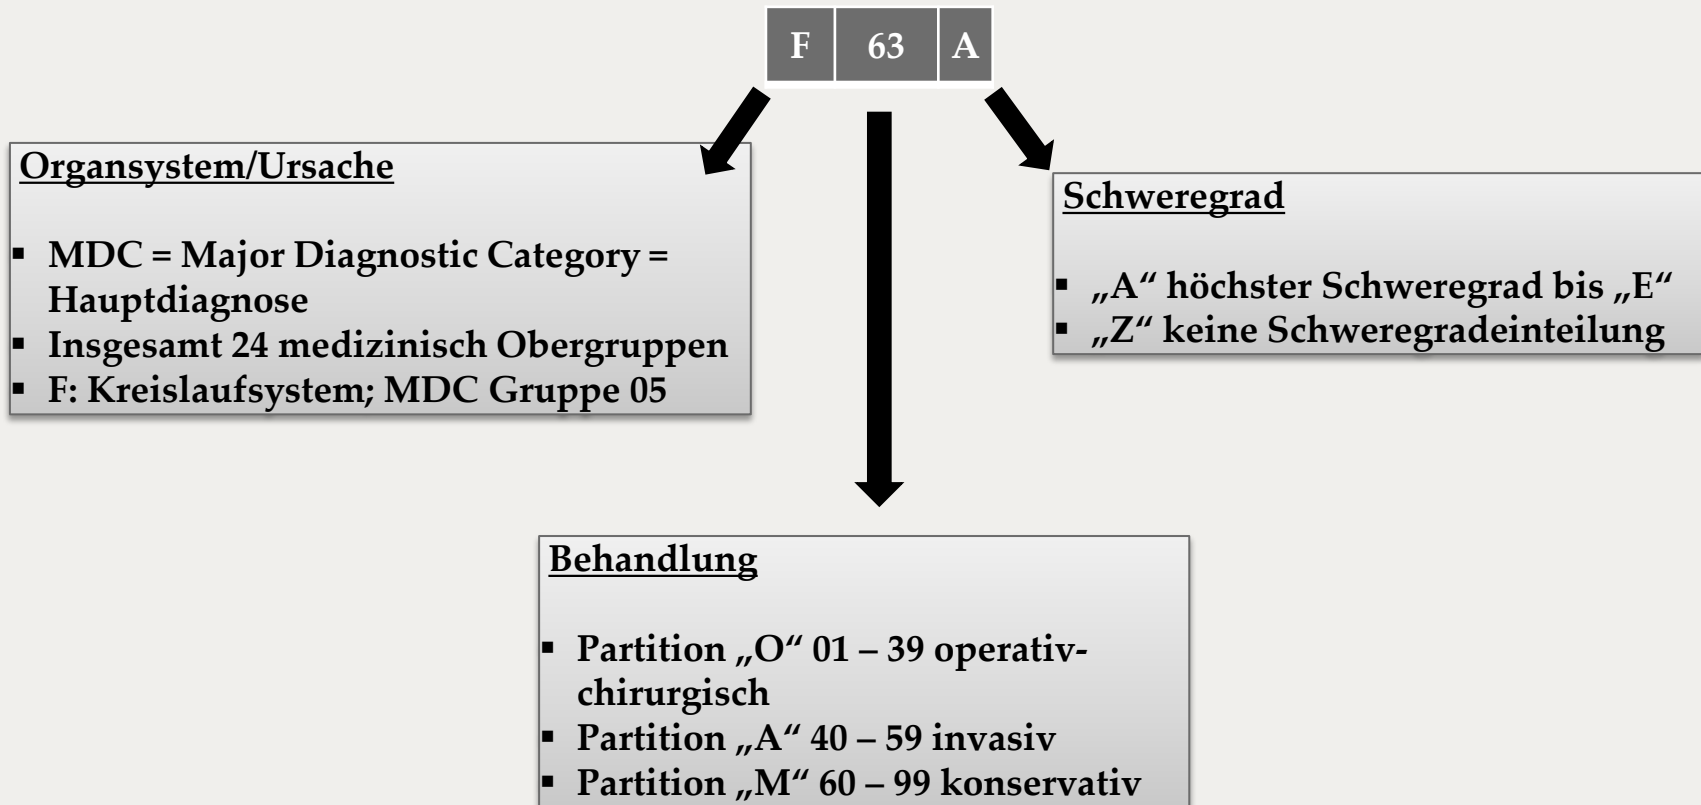 F 63 A
Organsystem/Ursache
▪ MDC = Major Diagnostic Category =
Hauptdiagnose
▪ Insgesamt 24 medizinisch Obergruppen
▪ F: Kreislaufsystem; MDC Gruppe 05
Schweregrad
▪ „A“ höchster Schweregrad bis „E“
▪ „Z“ keine Schweregradeinteilung
Behandlung
▪ Partition „O“ 01 – 39 operativ-
chirurgisch
▪ Partition „A“ 40 – 59 invasiv
▪ Partition „M“ 60 – 99 konservativ